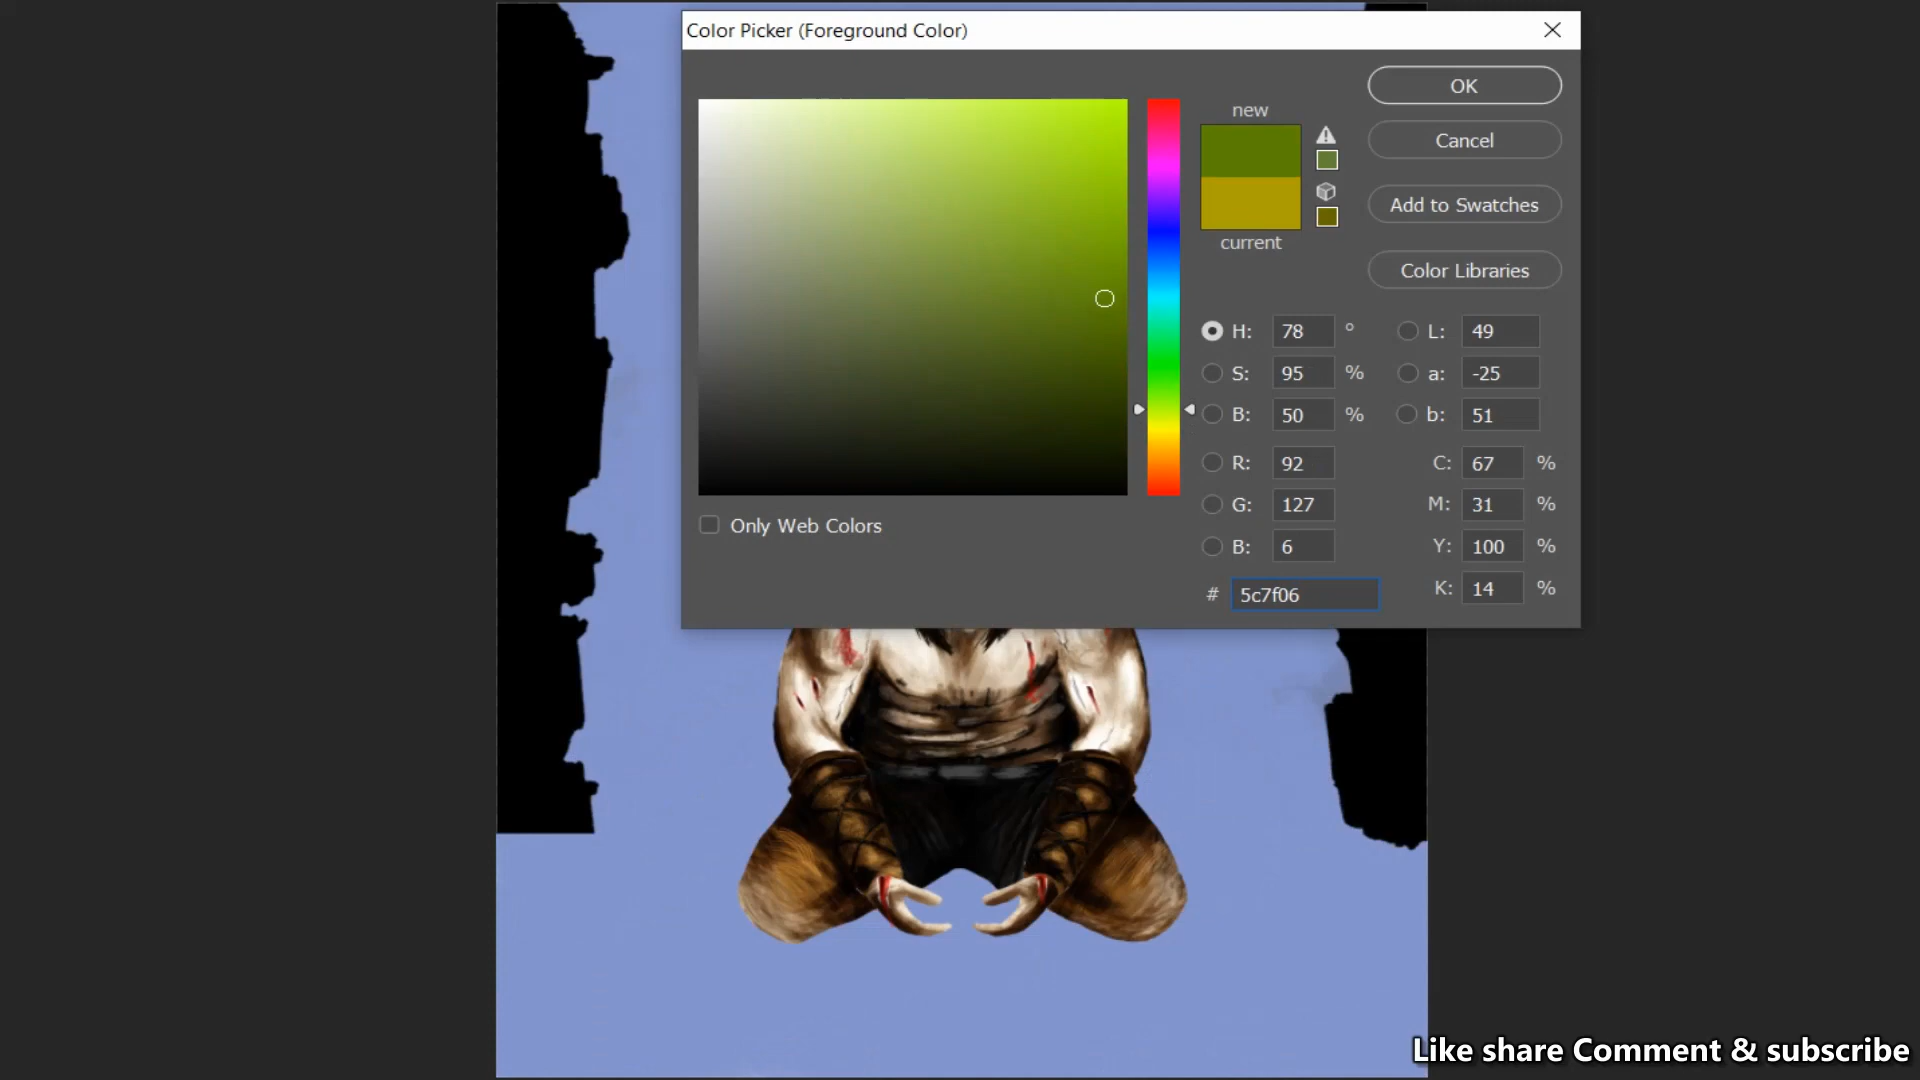 Color Picker (Foreground Color)
new
current
OK
Cancel
Add to Swatches
Color Libraries
H: 78 °
S: 95 %
B: 50 %
R: 92
G: 127
B: 6
# 5c7f06
L: 49
a: -25
b: 51
C: 67 %
M: 31 %
Y: 100 %
K: 14 %
Only Web Colors
Like share Comment & subscribe